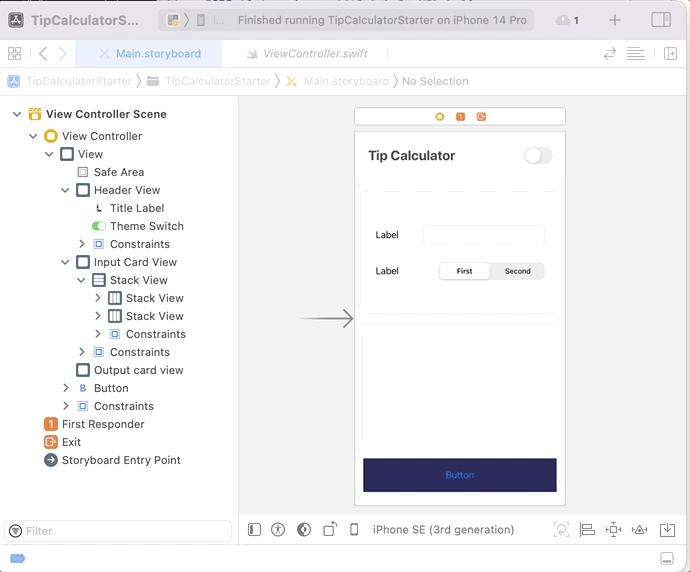 TipCalculatorS...
I...
Finished running TipCalculatorStarter on iPhone 14 Pro
1
Main.storyboard
ViewController.swift
TipCalculatorStarter
TipCalculatorStarter
Main.storyboard
No Selection
View Controller Scene
View Controller
View
Safe Area
Header View
L Title Label
Theme Switch
Constraints
Input Card View
Stack View
Stack View
Stack View
Constraints
Constraints
Output card view
B Button
Constraints
1 First Responder
Exit
Storyboard Entry Point
Filter
1
Tip Calculator
Label
Label
First
Second
Button
iPhone SE (3rd generation)